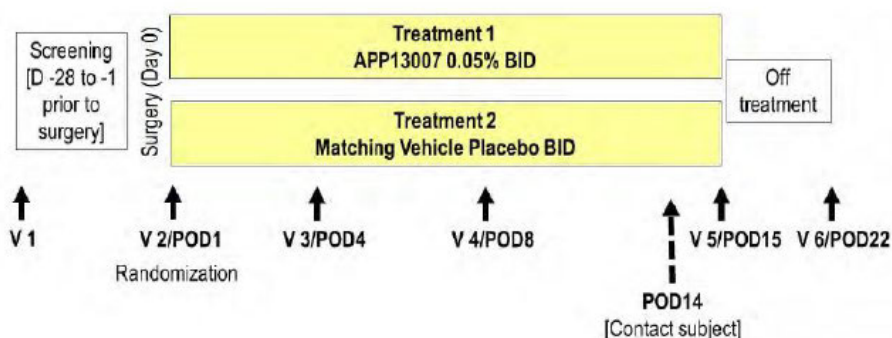 Screening
[D -28 to -1
prior to
surgery]
Surgery (Day 0)
Treatment 1
APP13007 0.05% BID
Treatment 2
Matching Vehicle Placebo BID
Off
treatment
V 1
V 2/POD1
V 3/POD4
V 4/POD8
V 5/POD15
V 6/POD22
Randomization
POD14
[Contact subject]